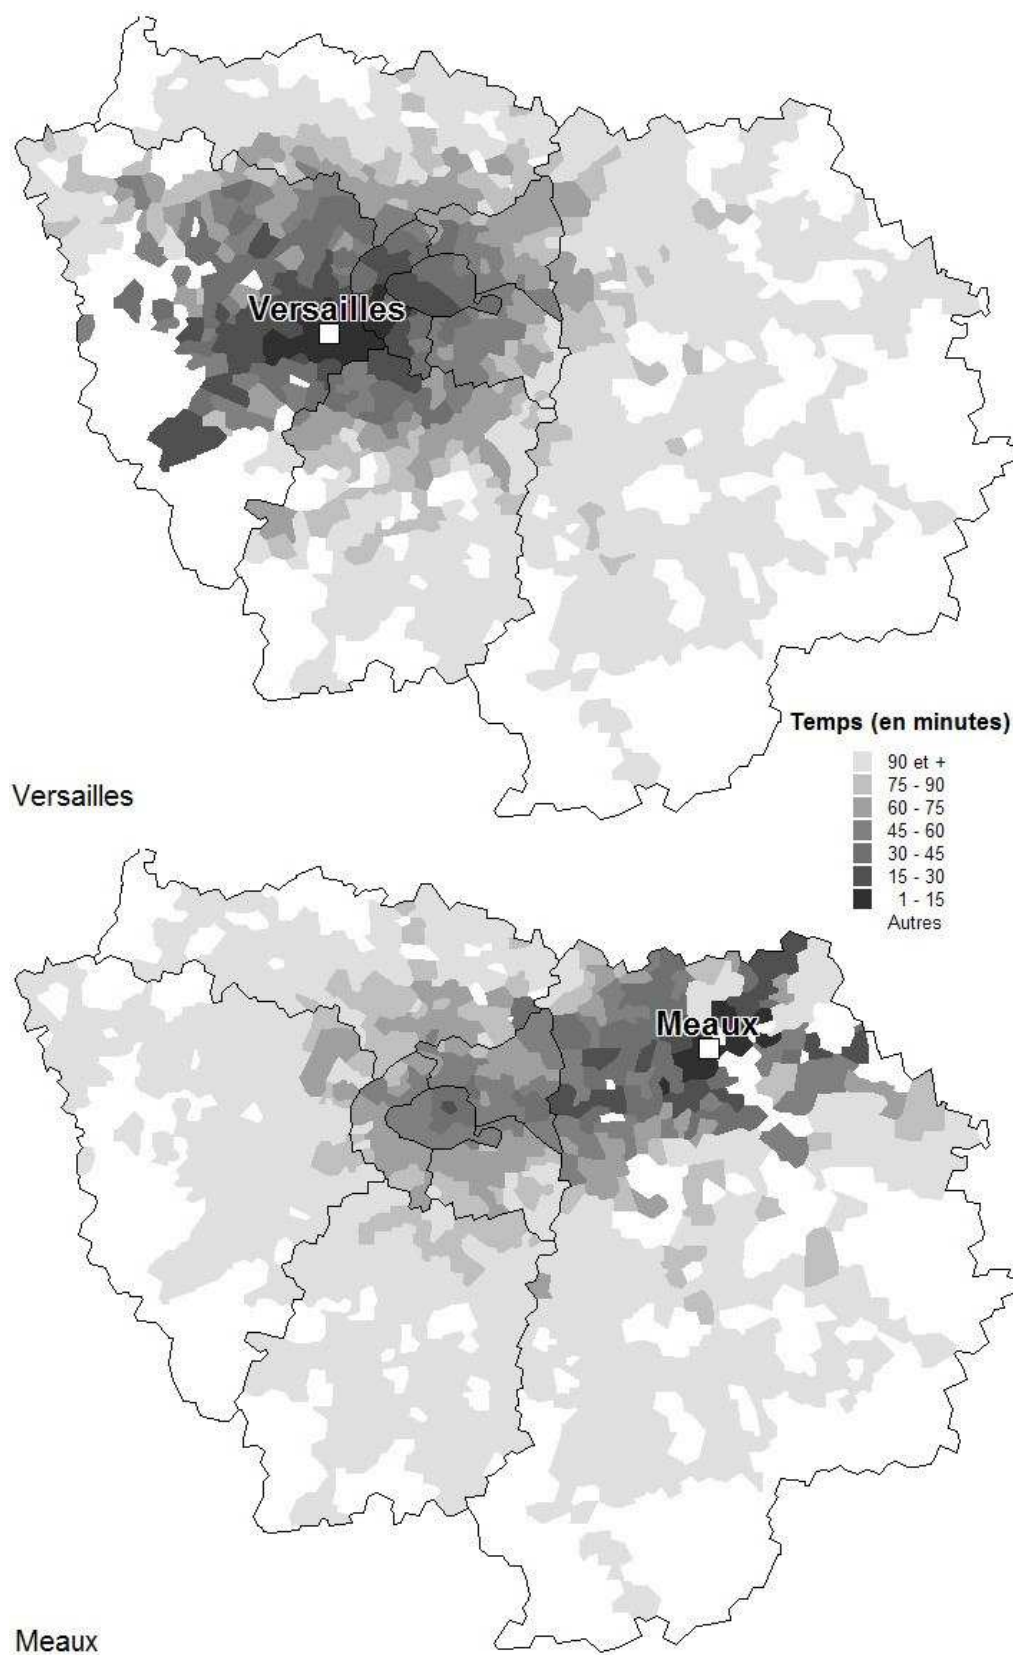 Versailles
Temps (en minutes)
90 et +
75 - 90
60 - 75
45 - 60
30 - 45
15 - 30
1 - 15
Autres
Versailles
Meaux
Meaux